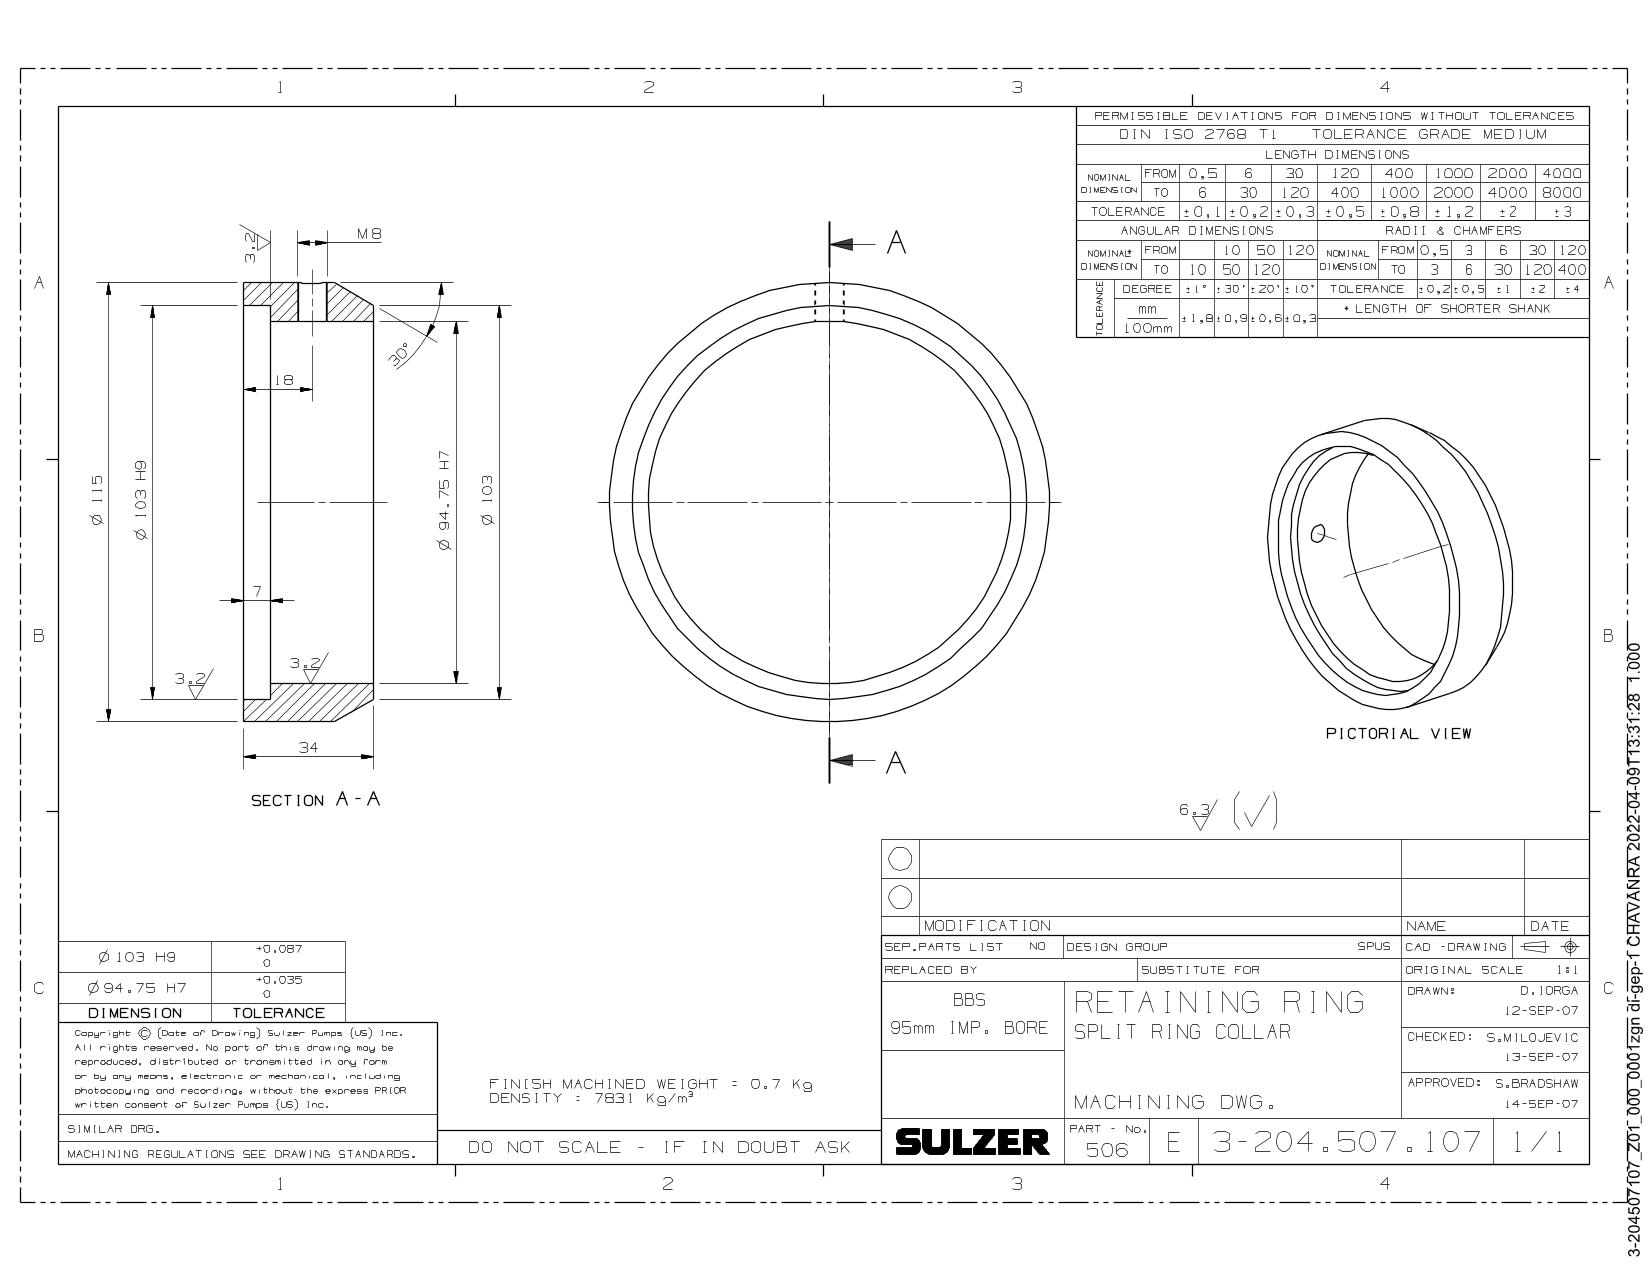 1 2 3 4
PERMISSIBLE DEVIATIONS FOR DIMENSIONS WITHOUT TOLERANCES
DIN ISO 2768 T1 TOLERANCE GRADE MEDIUM
LENGTH DIMENSIONS
NOMINAL DIMENSION FROM 0,5 6 30 120 400 1000 2000 4000
TO 6 30 120 400 1000 2000 4000 8000
TOLERANCE ±0,1 ±0,2 ±0,3 ±0,5 ±0,8 ±1,2 ±2 ±3
ANGULAR DIMENSIONS RADII & CHAMFERS
NOMINAL* DIMENSION FROM 10 50 120 NOMINAL DIMENSION FROM 0,5 3 6 30 120
TO 10 50 120 TO 3 6 30 120 400
TOLERANCE DEGREE ±1° ±30' ±20' ±10' TOLERANCE ±0,2 ±0,5 ±1 ±2 ±4
mm
100mm ±1,8 ±0,9 ±0,6 ±0,3 * LENGTH OF SHORTER SHANK
3.2
M8
A
A
A
30°
18
Ø 115
Ø 103 H9
Ø 94.75 H7
Ø 103
7
B
B
3.2
3.2
34
SECTION A-A
A
PICTORIAL VIEW
6.3 (√)
MODIFICATION NAME DATE
SEP.PARTS LIST NO DESIGN GROUP SPUS CAD -DRAWING
REPLACED BY SUBSTITUTE FOR ORIGINAL SCALE 1:1
BBS
95mm IMP. BORE
RETAINING RING
SPLIT RING COLLAR
MACHINING DWG.
DRAWN: D.IORGA
12-SEP-07
CHECKED: S.MILOJEVIC
13-SEP-07
APPROVED: S.BRADSHAW
14-SEP-07
SULZER
PART - No.
506
E
3-204.507.107
1/1
Ø 103 H9 +0.087
0
Ø 94.75 H7 +0.035
0
DIMENSION TOLERANCE
C
C
Copyright © (Date of Drawing) Sulzer Pumps (US) Inc.
All rights reserved. No part of this drawing may be
reproduced, distributed or transmitted in any form
or by any means, electronic or mechanical, including
photocopying and recording, without the express PRIOR
written consent of Sulzer Pumps (US) Inc.
SIMILAR DRG.
MACHINING REGULATIONS SEE DRAWING STANDARDS.
FINISH MACHINED WEIGHT = 0.7 Kg
DENSITY = 7831 Kg/m³
DO NOT SCALE - IF IN DOUBT ASK
1 2 3 4
3-204507107_Z01_000_0001zgn di-gep-1 CHAVANRA 2022-04-09T13:31:28 1.000